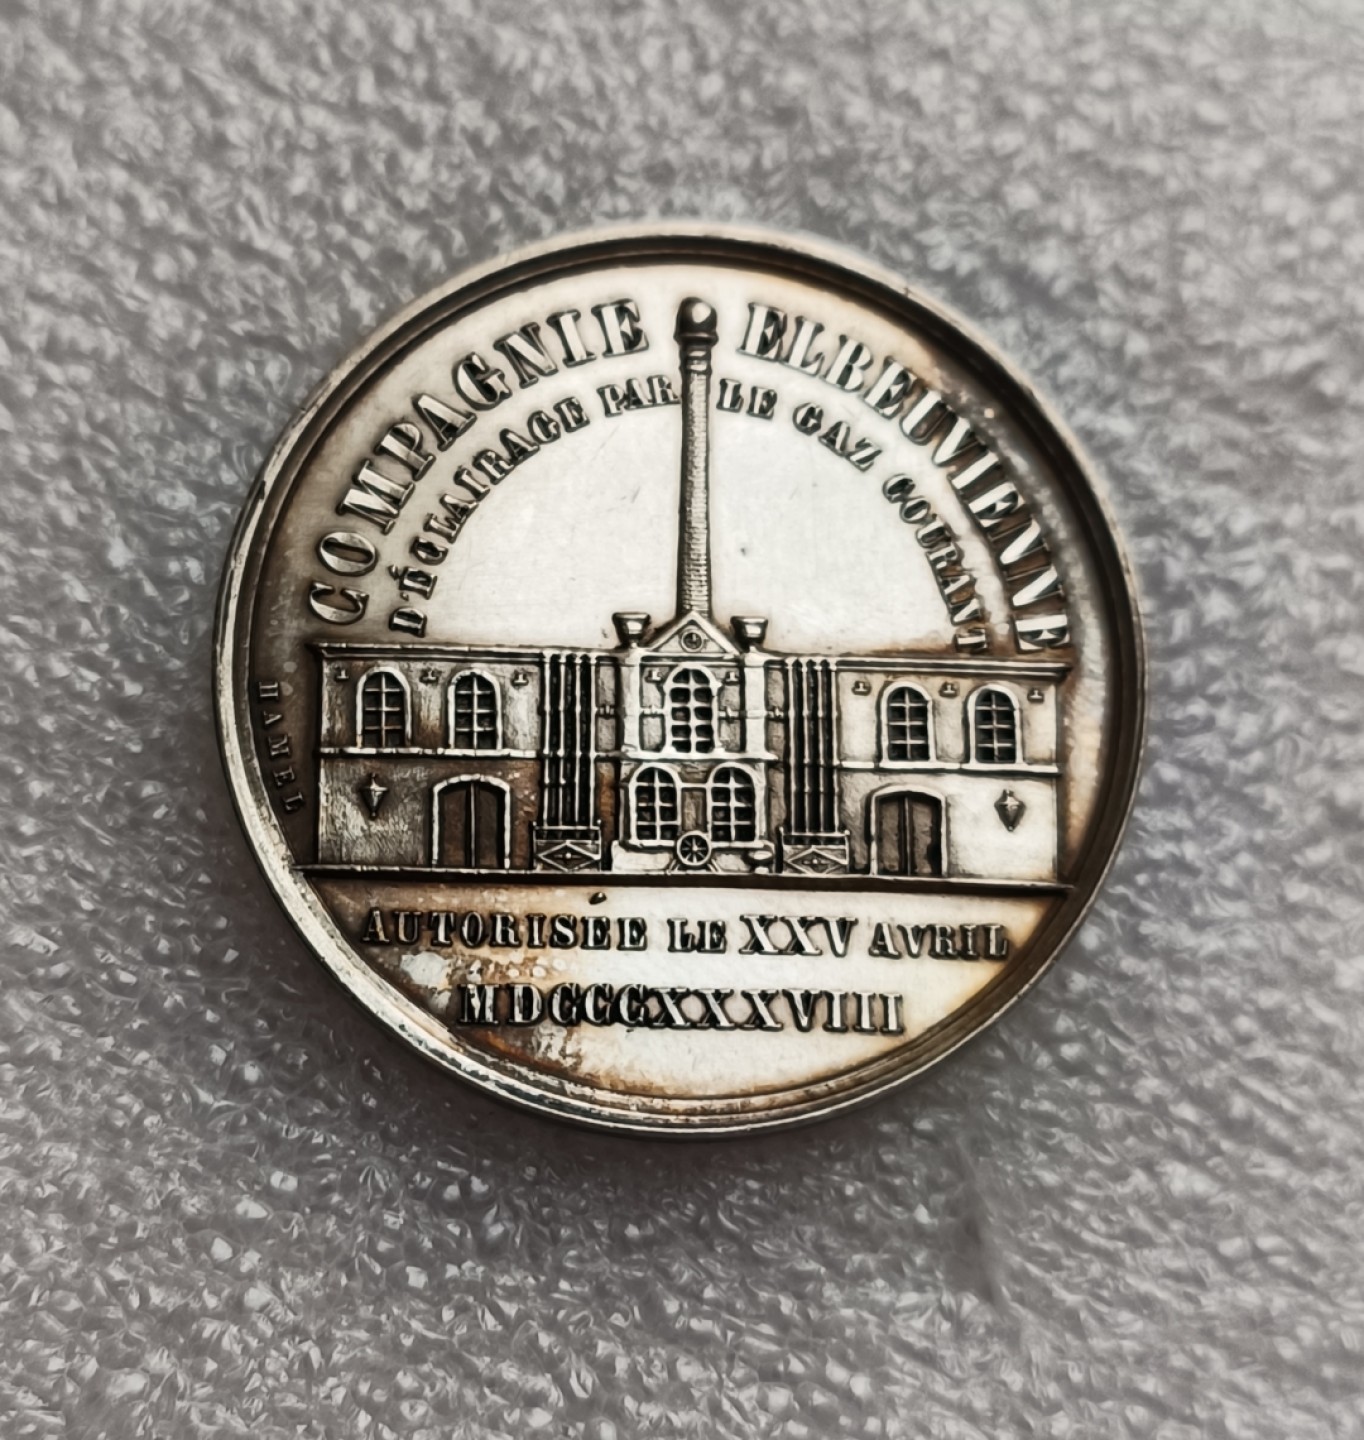 COMPAGNIE ELBEUVIENNE
D'ÉCLAIRAGE PAR LE GAZ COURANT
HAMEL
AUTORISÉE LE XXV AVRIL
MDCCCXXXVIII